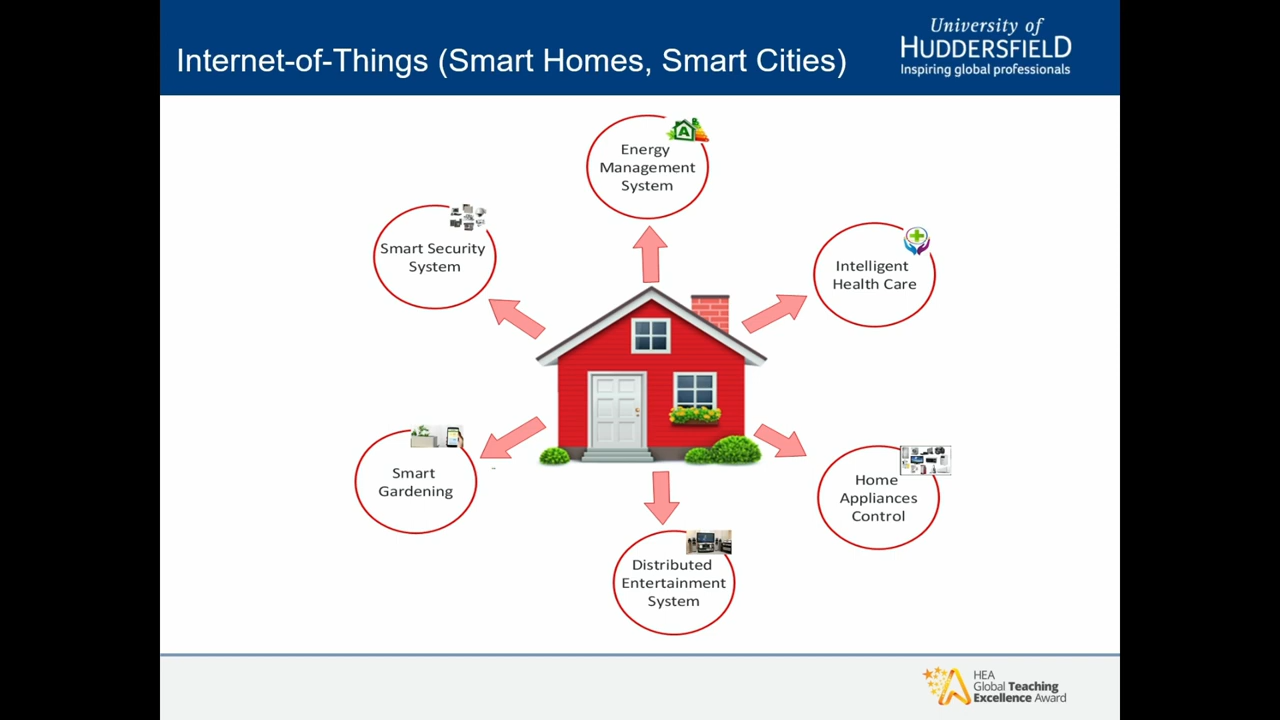 Internet-of-Things (Smart Homes, Smart Cities)
University of
HUDDERSFIELD
Inspiring global professionals
Energy
Management
System
A
Smart Security
System
Intelligent
Health Care
Smart
Gardening
Home
Appliances
Control
Distributed
Entertainment
System
HEA
Global Teaching
Excellence Award